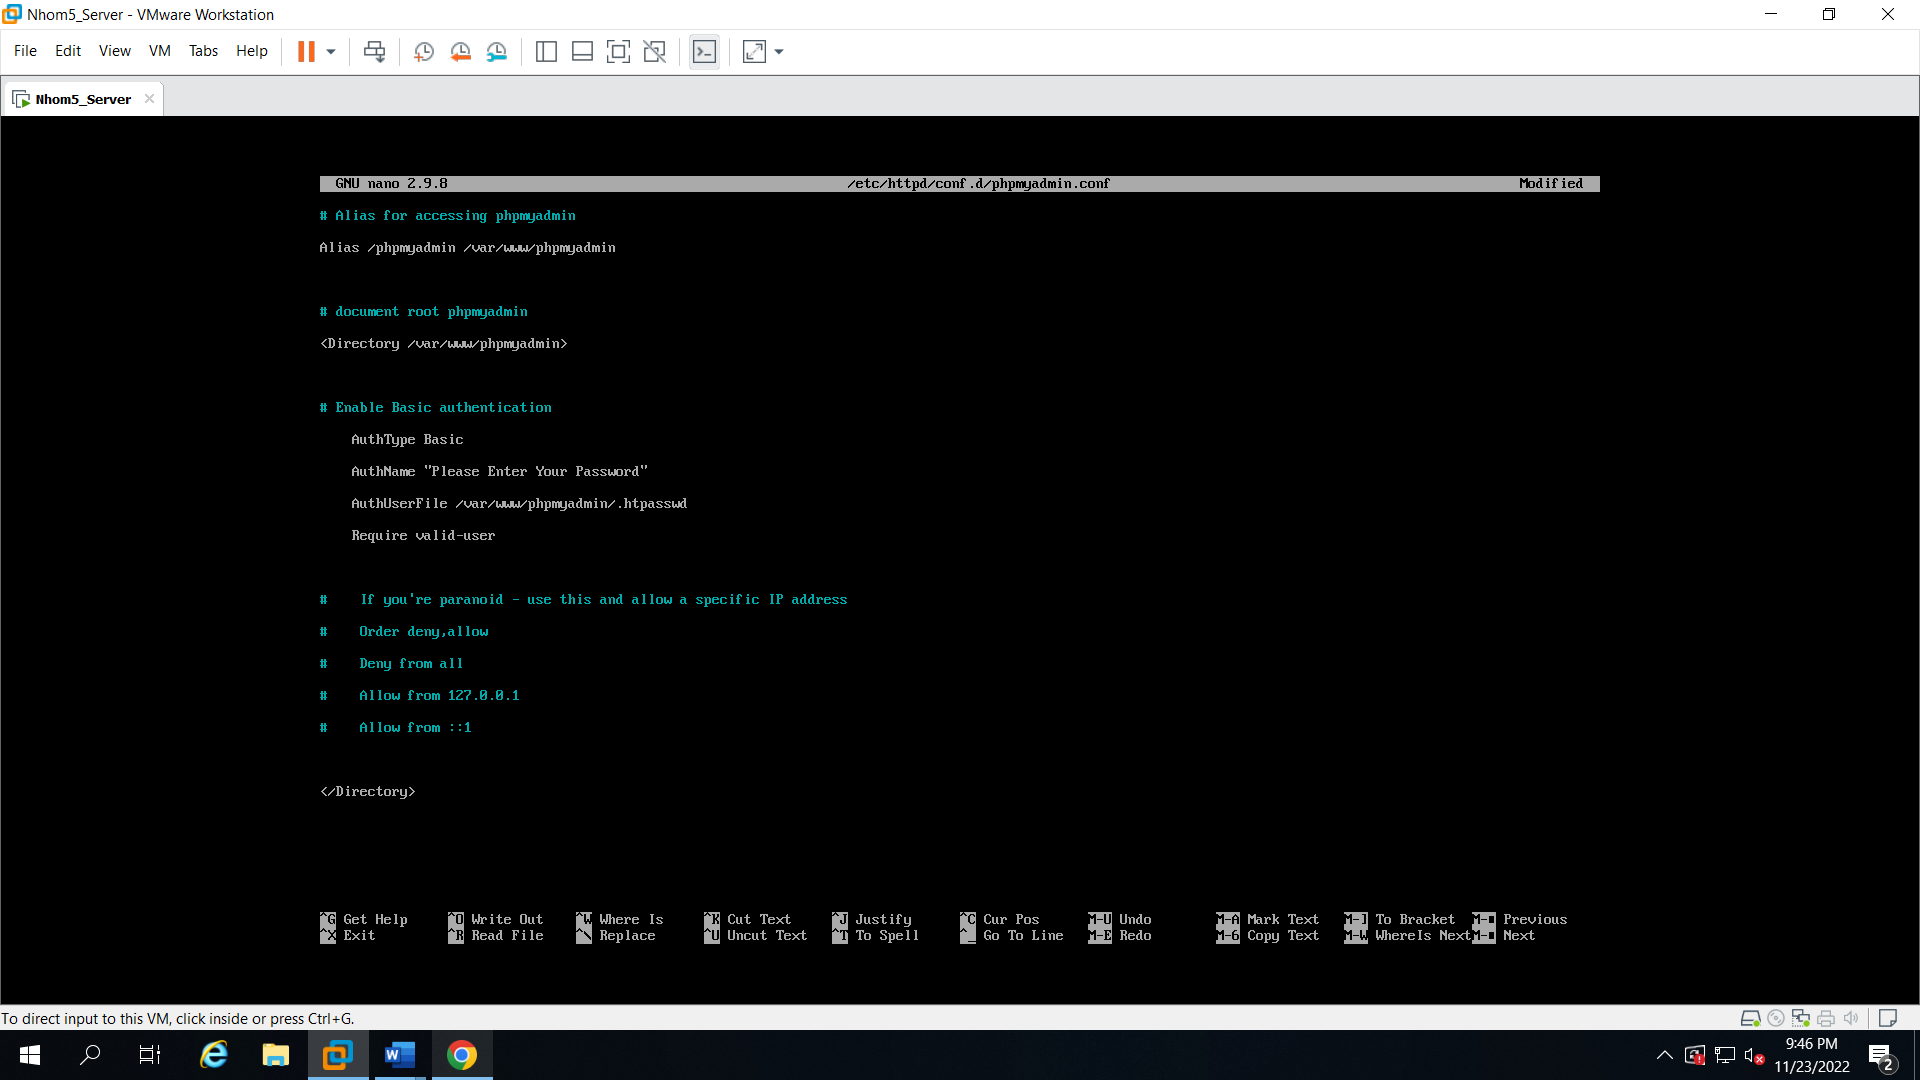 Nhom5_Server - VMware Workstation
File Edit View VM Tabs Help
Nhom5_Server
GNU nano 2.9.8 /etc/httpd/conf.d/phpmyadmin.conf Modified
# Alias for accessing phpmyadmin
Alias /phpmyadmin /var/www/phpmyadmin
# document root phpmyadmin
<Directory /var/www/phpmyadmin>
# Enable Basic authentication
AuthType Basic
AuthName "Please Enter Your Password"
AuthUserFile /var/www/phpmyadmin/.htpasswd
Require valid-user
# If you're paranoid - use this and allow a specific IP address
# Order deny,allow
# Deny from all
# Allow from 127.0.0.1
# Allow from ::1
</Directory>
^G Get Help ^O Write Out ^W Where Is ^K Cut Text ^J Justify ^C Cur Pos M-U Undo M-A Mark Text M-] To Bracket M-■ Previous
^X Exit ^R Read File ^\ Replace ^U Uncut Text ^T To Spell ^_ Go To Line M-E Redo M-6 Copy Text M-W WhereIs Next M-■ Next
To direct input to this VM, click inside or press Ctrl+G.
9:46 PM
11/23/2022
2